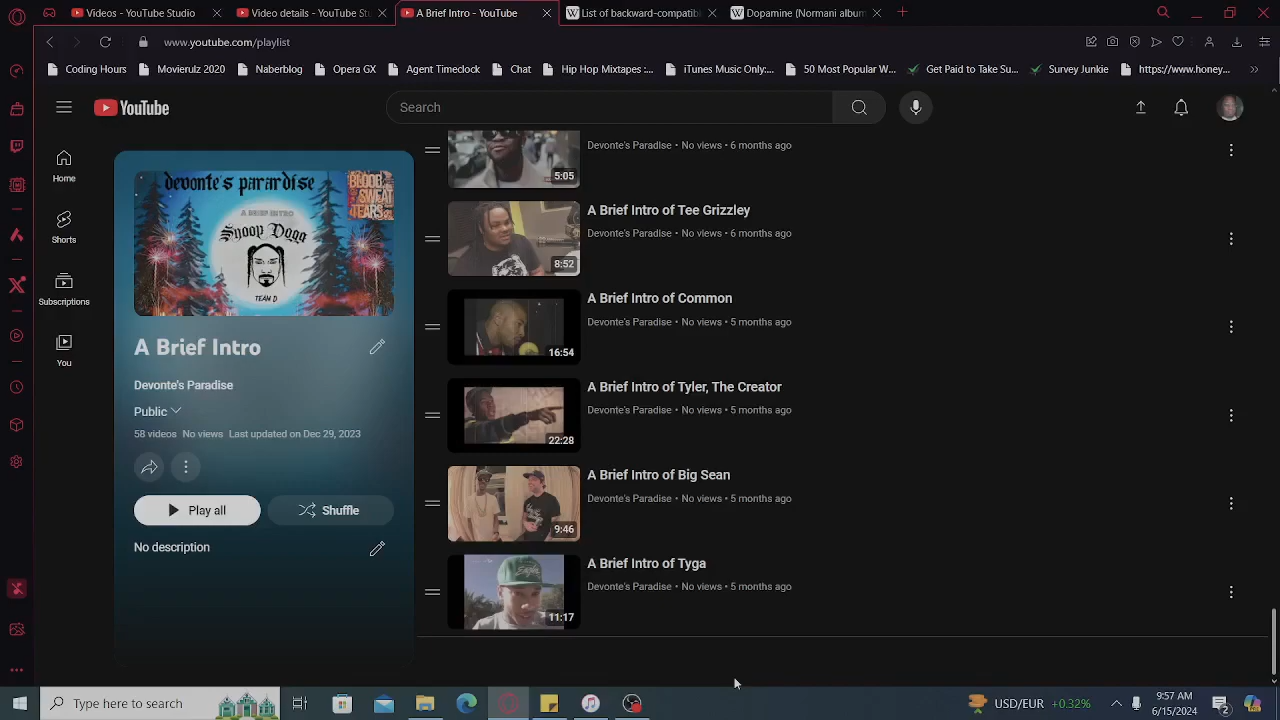 Videos - YouTube Studio
Videos - YouTube Studio
A Brief Intro - YouTube
List of backward-compatib
Dopamine (Normani album
www.youtube.com/playlist
Coding Hours
Movierulz 2020
Naberblog
Opera GX
Agent Timeclock
Chat
Hip Hop Mixtapes :...
iTunes Music Only:...
50 Most Popular W...
Get Paid to Take Su...
Survey Junkie
https://www.honey...
YouTube
Search
Home
Shorts
Subscriptions
You
devonte's parardise
BLOOD
SWEAT
TEARS
A BRIEF INTRO
Snoop Dogg
TEAN D
A Brief Intro
Devonte's Paradise
Public
58 videos No views Last updated on Dec 29, 2023
Play all
Shuffle
No description
5:05
Devonte's Paradise • No views • 6 months ago
8:52
A Brief Intro of Tee Grizzley
Devonte's Paradise • No views • 6 months ago
16:54
A Brief Intro of Common
Devonte's Paradise • No views • 5 months ago
22:28
A Brief Intro of Tyler, The Creator
Devonte's Paradise • No views • 5 months ago
9:46
A Brief Intro of Big Sean
Devonte's Paradise • No views • 5 months ago
Eagles
11:17
A Brief Intro of Tyga
Devonte's Paradise • No views • 5 months ago
Type here to search
USD/EUR +0.32%
9:57 AM
6/15/2024
2